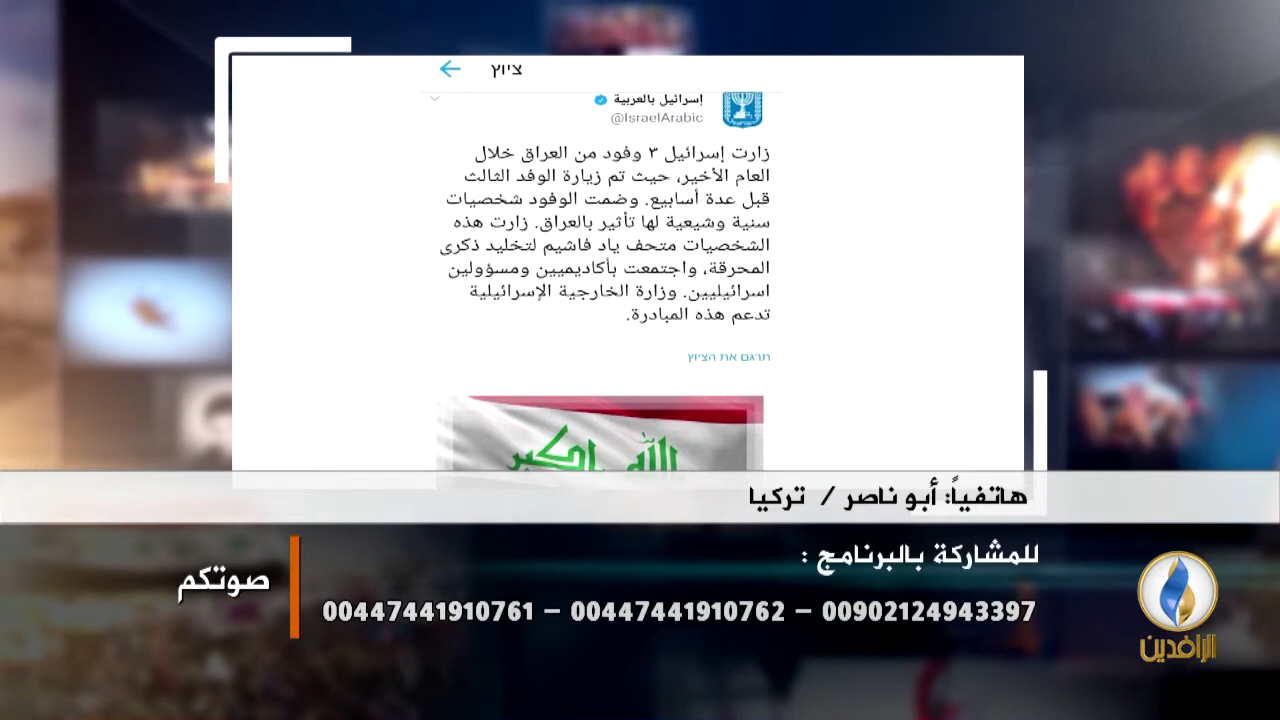 ציוץ
إسرائيل بالعربية
@IsraelArabic
زارت إسرائيل ٣ وفود من العراق خلال
العام الأخير، حيث تم زيارة الوفد الثالث
قبل عدة أسابيع. وضمت الوفود شخصيات
سنية وشيعية لها تأثير بالعراق. زارت هذه
الشخصيات متحف ياد فاشيم لتخليد ذكرى
المحرقة، واجتمعت بأكاديميين ومسؤولين
اسرائيليين. وزارة الخارجية الإسرائيلية
تدعم هذه المبادرة.
תרגם את הציוץ
الله اكبر
هاتفياً: أبو ناصر / تركيا
للمشاركة بالبرنامج :
00447441910761 – 00447441910762 – 00902124943397
صوتكم
الرافدين